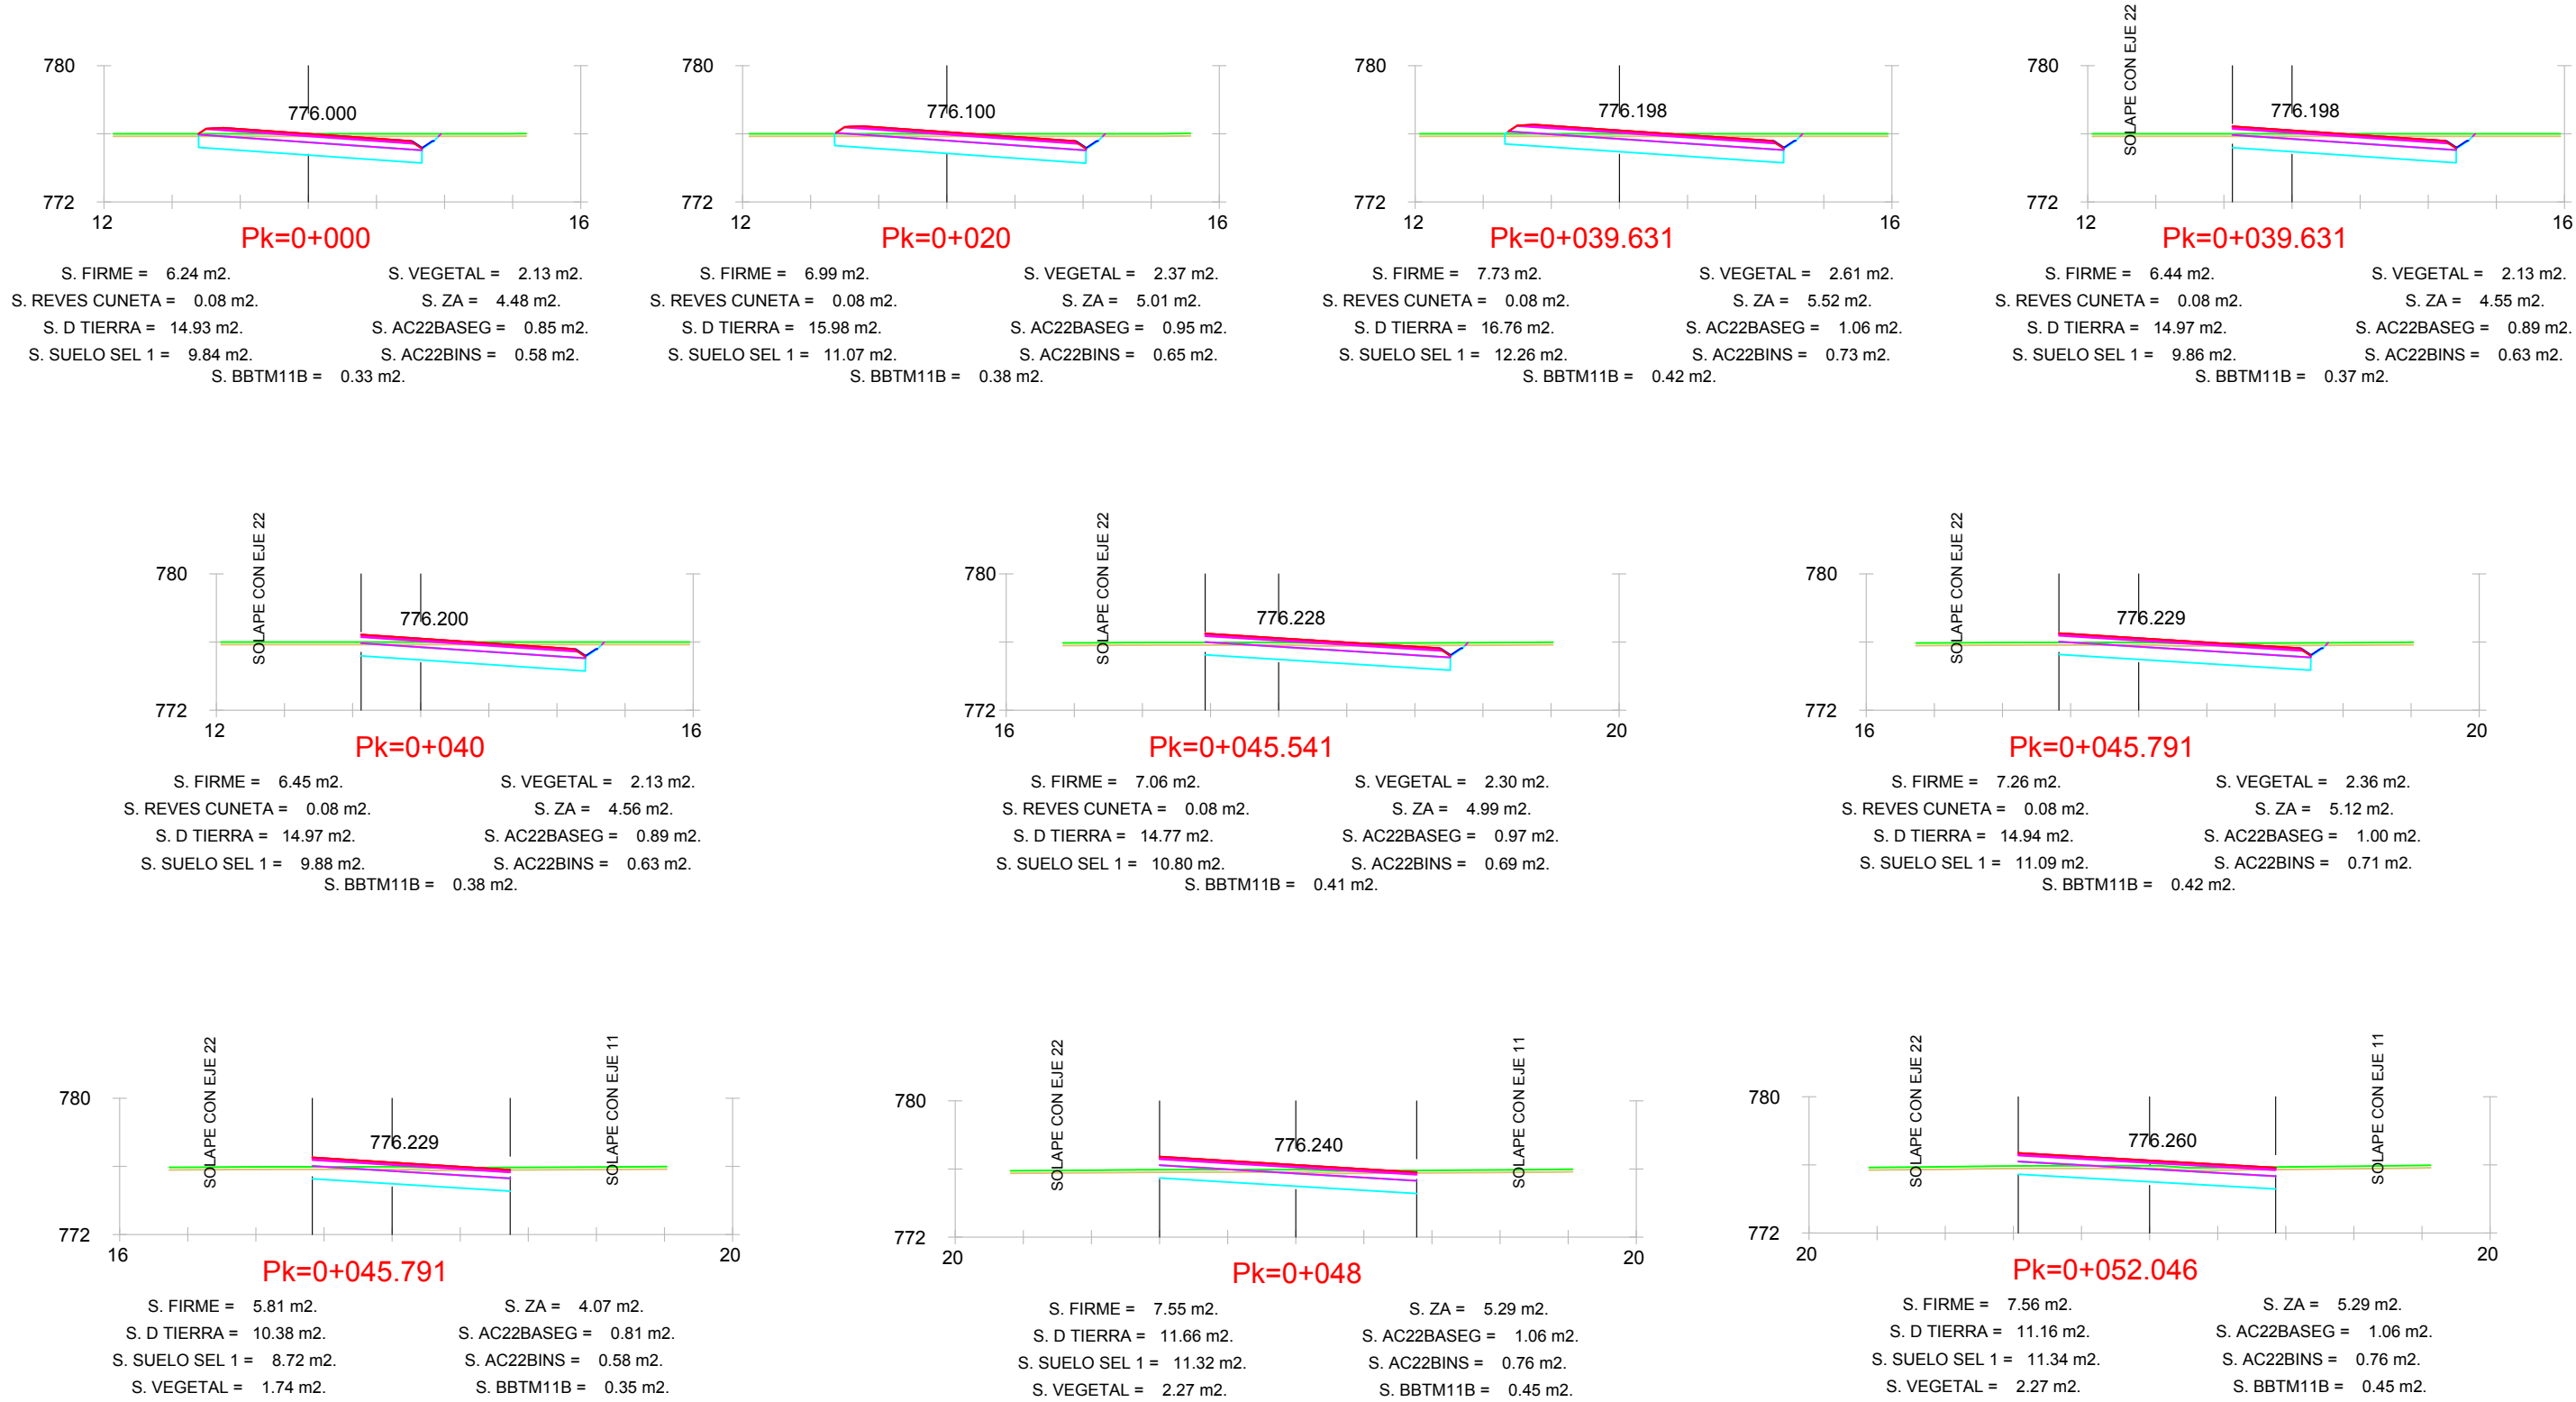 SOLAPE CON EJE 22
780
776.000
772
12
16
Pk=0+000
S. FIRME = 6.24 m2.
S. VEGETAL = 2.13 m2.
S. REVES CUNETA = 0.08 m2.
S. ZA = 4.48 m2.
S. D TIERRA = 14.93 m2.
S. AC22BASEG = 0.85 m2.
S. SUELO SEL 1 = 9.84 m2.
S. AC22BINS = 0.58 m2.
S. BBTM11B = 0.33 m2.
780
776.100
772
12
16
Pk=0+020
S. FIRME = 6.99 m2.
S. VEGETAL = 2.37 m2.
S. REVES CUNETA = 0.08 m2.
S. ZA = 5.01 m2.
S. D TIERRA = 15.98 m2.
S. AC22BASEG = 0.95 m2.
S. SUELO SEL 1 = 11.07 m2.
S. AC22BINS = 0.65 m2.
S. BBTM11B = 0.38 m2.
780
776.198
772
12
16
Pk=0+039.631
S. FIRME = 7.73 m2.
S. VEGETAL = 2.61 m2.
S. REVES CUNETA = 0.08 m2.
S. ZA = 5.52 m2.
S. D TIERRA = 16.76 m2.
S. AC22BASEG = 1.06 m2.
S. SUELO SEL 1 = 12.26 m2.
S. AC22BINS = 0.73 m2.
S. BBTM11B = 0.42 m2.
780
776.198
772
12
16
Pk=0+039.631
S. FIRME = 6.44 m2.
S. VEGETAL = 2.13 m2.
S. REVES CUNETA = 0.08 m2.
S. ZA = 4.55 m2.
S. D TIERRA = 14.97 m2.
S. AC22BASEG = 0.89 m2.
S. SUELO SEL 1 = 9.86 m2.
S. AC22BINS = 0.63 m2.
S. BBTM11B = 0.37 m2.
SOLAPE CON EJE 22
780
776.200
772
12
16
Pk=0+040
S. FIRME = 6.45 m2.
S. VEGETAL = 2.13 m2.
S. REVES CUNETA = 0.08 m2.
S. ZA = 4.56 m2.
S. D TIERRA = 14.97 m2.
S. AC22BASEG = 0.89 m2.
S. SUELO SEL 1 = 9.88 m2.
S. AC22BINS = 0.63 m2.
S. BBTM11B = 0.38 m2.
SOLAPE CON EJE 22
780
776.228
772
16
20
Pk=0+045.541
S. FIRME = 7.06 m2.
S. VEGETAL = 2.30 m2.
S. REVES CUNETA = 0.08 m2.
S. ZA = 4.99 m2.
S. D TIERRA = 14.77 m2.
S. AC22BASEG = 0.97 m2.
S. SUELO SEL 1 = 10.80 m2.
S. AC22BINS = 0.69 m2.
S. BBTM11B = 0.41 m2.
SOLAPE CON EJE 22
780
776.229
772
16
20
Pk=0+045.791
S. FIRME = 7.26 m2.
S. VEGETAL = 2.36 m2.
S. REVES CUNETA = 0.08 m2.
S. ZA = 5.12 m2.
S. D TIERRA = 14.94 m2.
S. AC22BASEG = 1.00 m2.
S. SUELO SEL 1 = 11.09 m2.
S. AC22BINS = 0.71 m2.
S. BBTM11B = 0.42 m2.
SOLAPE CON EJE 22
SOLAPE CON EJE 11
780
776.229
772
16
20
Pk=0+045.791
S. FIRME = 5.81 m2.
S. ZA = 4.07 m2.
S. D TIERRA = 10.38 m2.
S. AC22BASEG = 0.81 m2.
S. SUELO SEL 1 = 8.72 m2.
S. AC22BINS = 0.58 m2.
S. VEGETAL = 1.74 m2.
S. BBTM11B = 0.35 m2.
SOLAPE CON EJE 22
SOLAPE CON EJE 11
780
776.240
772
20
20
Pk=0+048
S. FIRME = 7.55 m2.
S. ZA = 5.29 m2.
S. D TIERRA = 11.66 m2.
S. AC22BASEG = 1.06 m2.
S. SUELO SEL 1 = 11.32 m2.
S. AC22BINS = 0.76 m2.
S. VEGETAL = 2.27 m2.
S. BBTM11B = 0.45 m2.
SOLAPE CON EJE 22
SOLAPE CON EJE 11
780
776.260
772
20
20
Pk=0+052.046
S. FIRME = 7.56 m2.
S. ZA = 5.29 m2.
S. D TIERRA = 11.16 m2.
S. AC22BASEG = 1.06 m2.
S. SUELO SEL 1 = 11.34 m2.
S. AC22BINS = 0.76 m2.
S. VEGETAL = 2.27 m2.
S. BBTM11B = 0.45 m2.